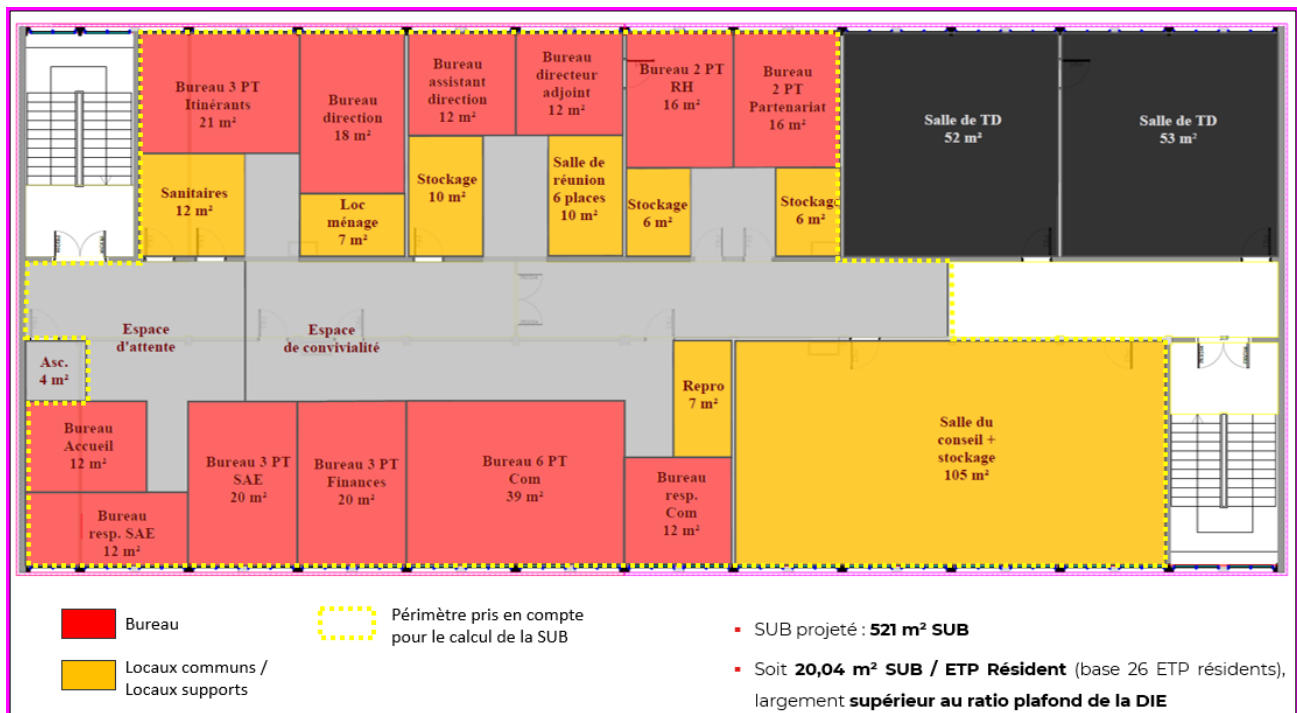 Bureau 3 PT
Itinérants
21 m²
Bureau
direction
18 m²
Bureau
assistant
direction
12 m²
Bureau
directeur
adjoint
12 m²
Bureau 2 PT
RH
16 m²
Bureau
2 PT
Partenariat
16 m²
Salle de TD
52 m²
Salle de TD
53 m²
Sanitaires
12 m²
Loc
ménage
7 m²
Stockage
10 m²
Salle de
réunion
6 places
10 m²
Stockage
6 m²
Stockag
6 m²
Espace
d'attente
Espace
de convivialité
Asc.
4 m²
Repro
7 m²
Salle du
conseil +
stockage
105 m²
Bureau
Accueil
12 m²
Bureau
resp. SAE
12 m²
Bureau 3 PT
SAE
20 m²
Bureau 3 PT
Finances
20 m²
Bureau 6 PT
Com
39 m²
Bureau
resp.
Com
12 m²
Bureau
Locaux communs /
Locaux supports
Périmètre pris en compte
pour le calcul de la SUB
▪ SUB projeté : 521 m² SUB
▪ Soit 20,04 m² SUB / ETP Résident (base 26 ETP résidents),
largement supérieur au ratio plafond de la DIE